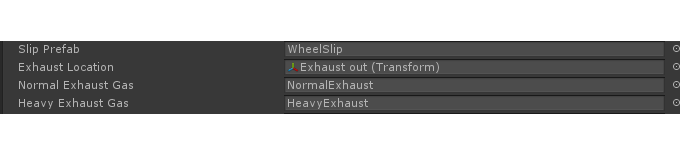 Slip Prefab WheelSlip
Exhaust Location Exhaust out (Transform)
Normal Exhaust Gas NormalExhaust
Heavy Exhaust Gas HeavyExhaust